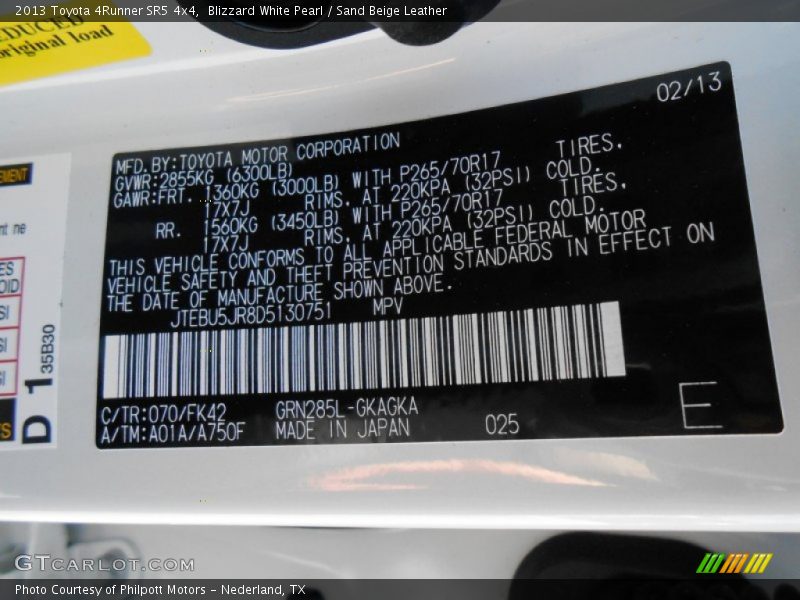 2013 Toyota 4Runner SR5 4x4, Blizzard White Pearl / Sand Beige Leather
original load
02/13
MFD. BY: TOYOTA MOTOR CORPORATION
GVWR: 2855KG (6300LB)
GAWR: FRT. 1360KG (3000LB) WITH P265/70R17 TIRES.
17X7J RIMS. AT 220KPA (32PSI) COLD.
RR. 1560KG (3450LB) WITH P265/70R17 TIRES.
17X7J RIMS. AT 220KPA (32PSI) COLD.
THIS VEHICLE CONFORMS TO ALL APPLICABLE FEDERAL MOTOR
VEHICLE SAFETY AND THEFT PREVENTION STANDARDS IN EFFECT ON
THE DATE OF MANUFACTURE SHOWN ABOVE.
JTEBU5JR8D5130751 MPV
C/TR: 070/FK42 GRN285L-GKAGKA
A/TM: A01A/A750F MADE IN JAPAN 025
E
D 1 35B30
GTCARLOT.COM
Photo Courtesy of Philpott Motors - Nederland, TX